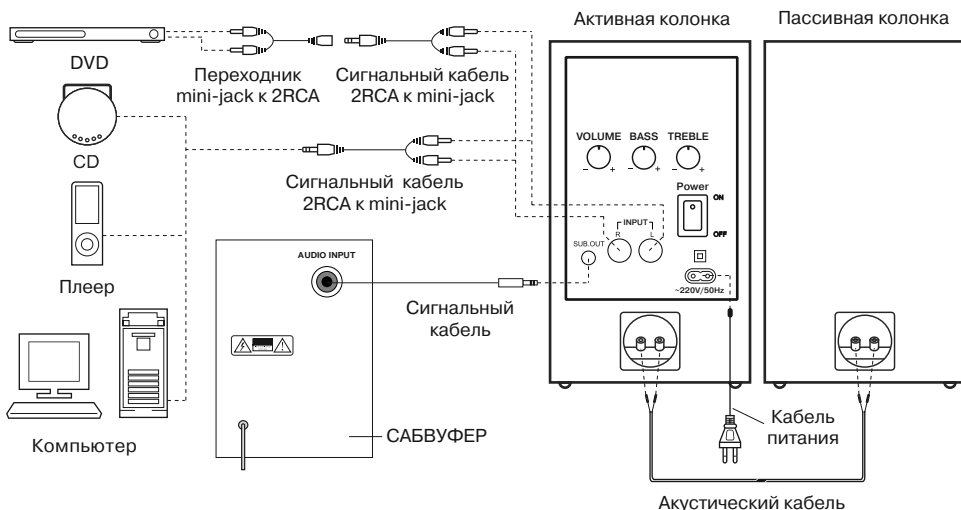 Активная колонка
Пассивная колонка
DVD
Переходник
mini-jack к 2RCA
Сигнальный кабель
2RCA к mini-jack
CD
Сигнальный кабель
2RCA к mini-jack
Плеер
Компьютер
AUDIO INPUT
САБВУФЕР
Сигнальный
кабель
VOLUME BASS TREBLE
- + - + - +
Power
ON
OFF
INPUT
R L
SUB.OUT
~220V/50Hz
Кабель
питания
Акустический кабель